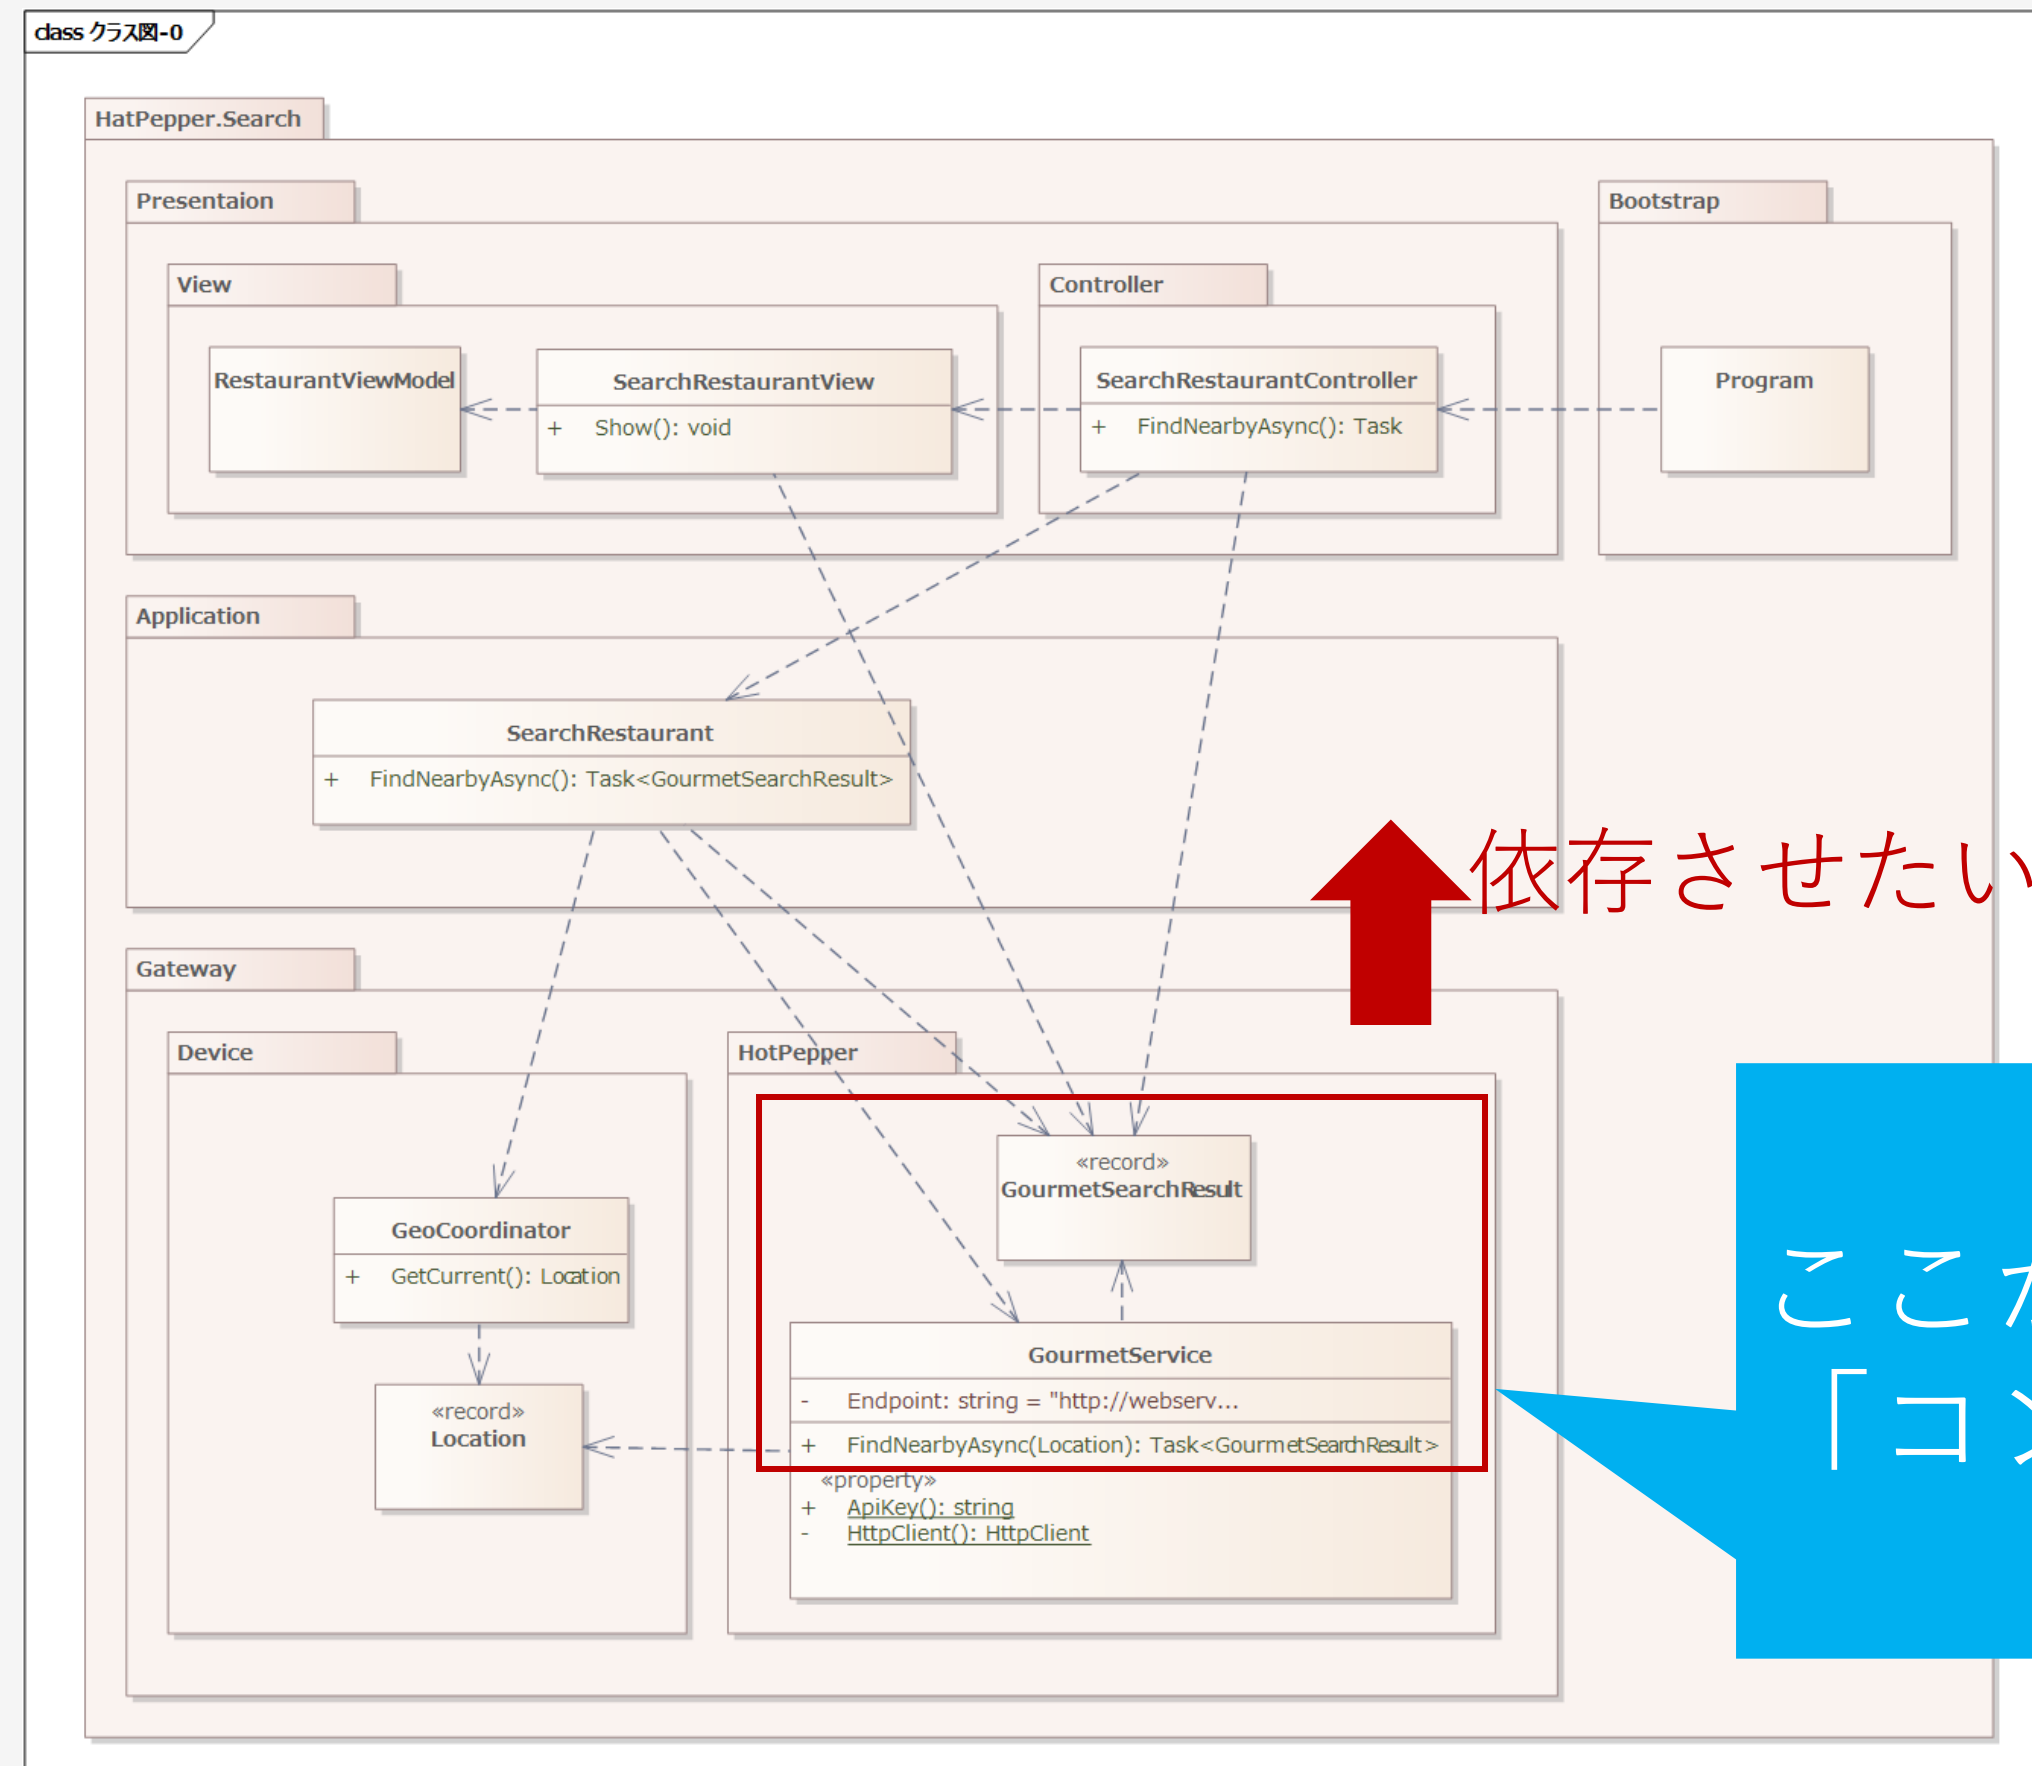 class クラス図-0
HatPepper.Search
Presentaion
Bootstrap
View
Controller
RestaurantViewModel
SearchRestaurantView
+ Show(): void
SearchRestaurantController
+ FindNearbyAsync(): Task
Program
Application
SearchRestaurant
+ FindNearbyAsync(): Task<GourmetSearchResult>
依存させたい
Gateway
Device
HotPepper
«record»
GourmetSearchResult
GeoCoordinator
+ GetCurrent(): Location
«record»
Location
GourmetService
- Endpoint: string = "http://webserv...
+ FindNearbyAsync(Location): Task<GourmetSearchResult>
«property»
+ ApiKey(): string
- HttpClient(): HttpClient
ここ
「コ